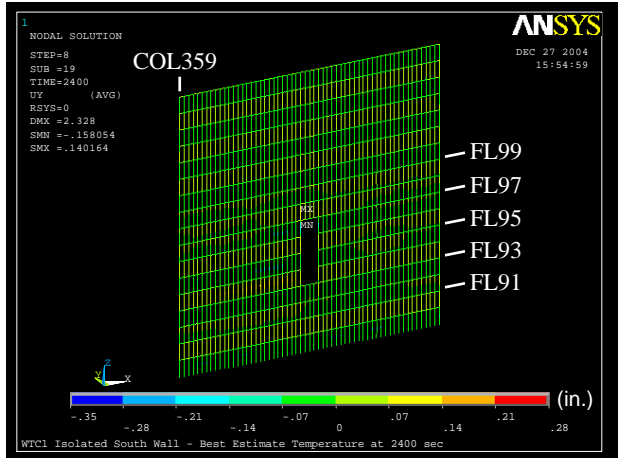 1
ANSYS
NODAL SOLUTION
DEC 27 2004
15:54:59
STEP=8
SUB =19
TIME=2400
UY (AVG)
RSYS=0
DMX=2.328
SMN=-.158054
SMX=.140164
COL359
FL99
FL97
FL95
FL93
FL91
MX
MN
Z
Y
X
(in.)
-.35 -.28 -.21 -.14 -.07 0 .07 .14 .21 .28
WTC1 Isolated South Wall - Best Estimate Temperature at 2400 sec